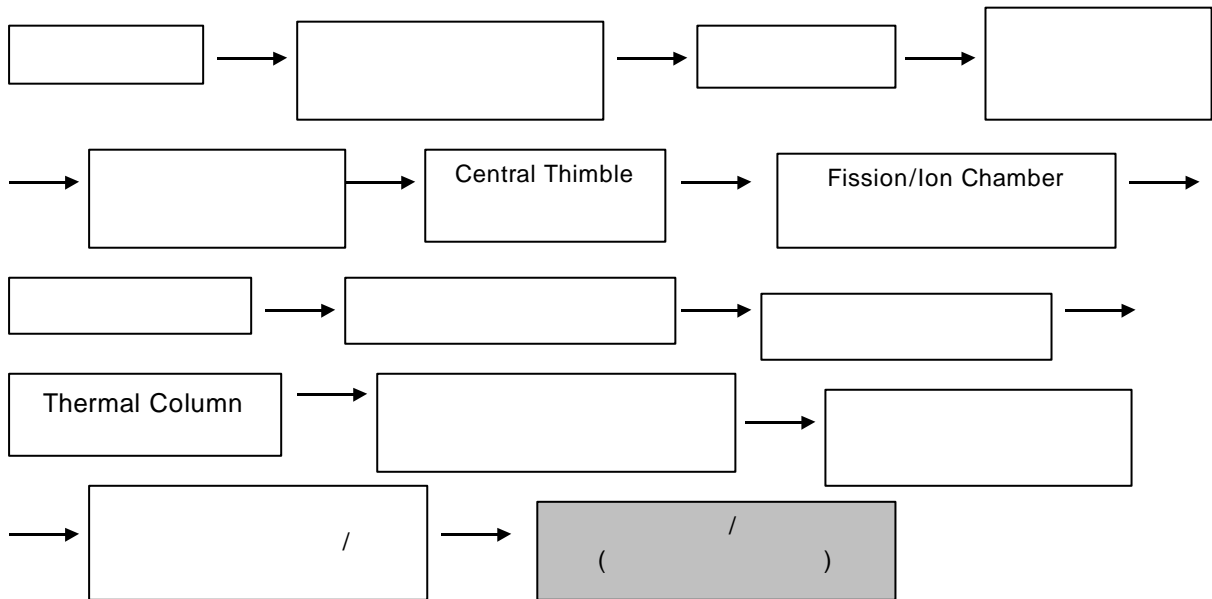 Central Thimble
Fission/Ion Chamber
Thermal Column
/
/
( )